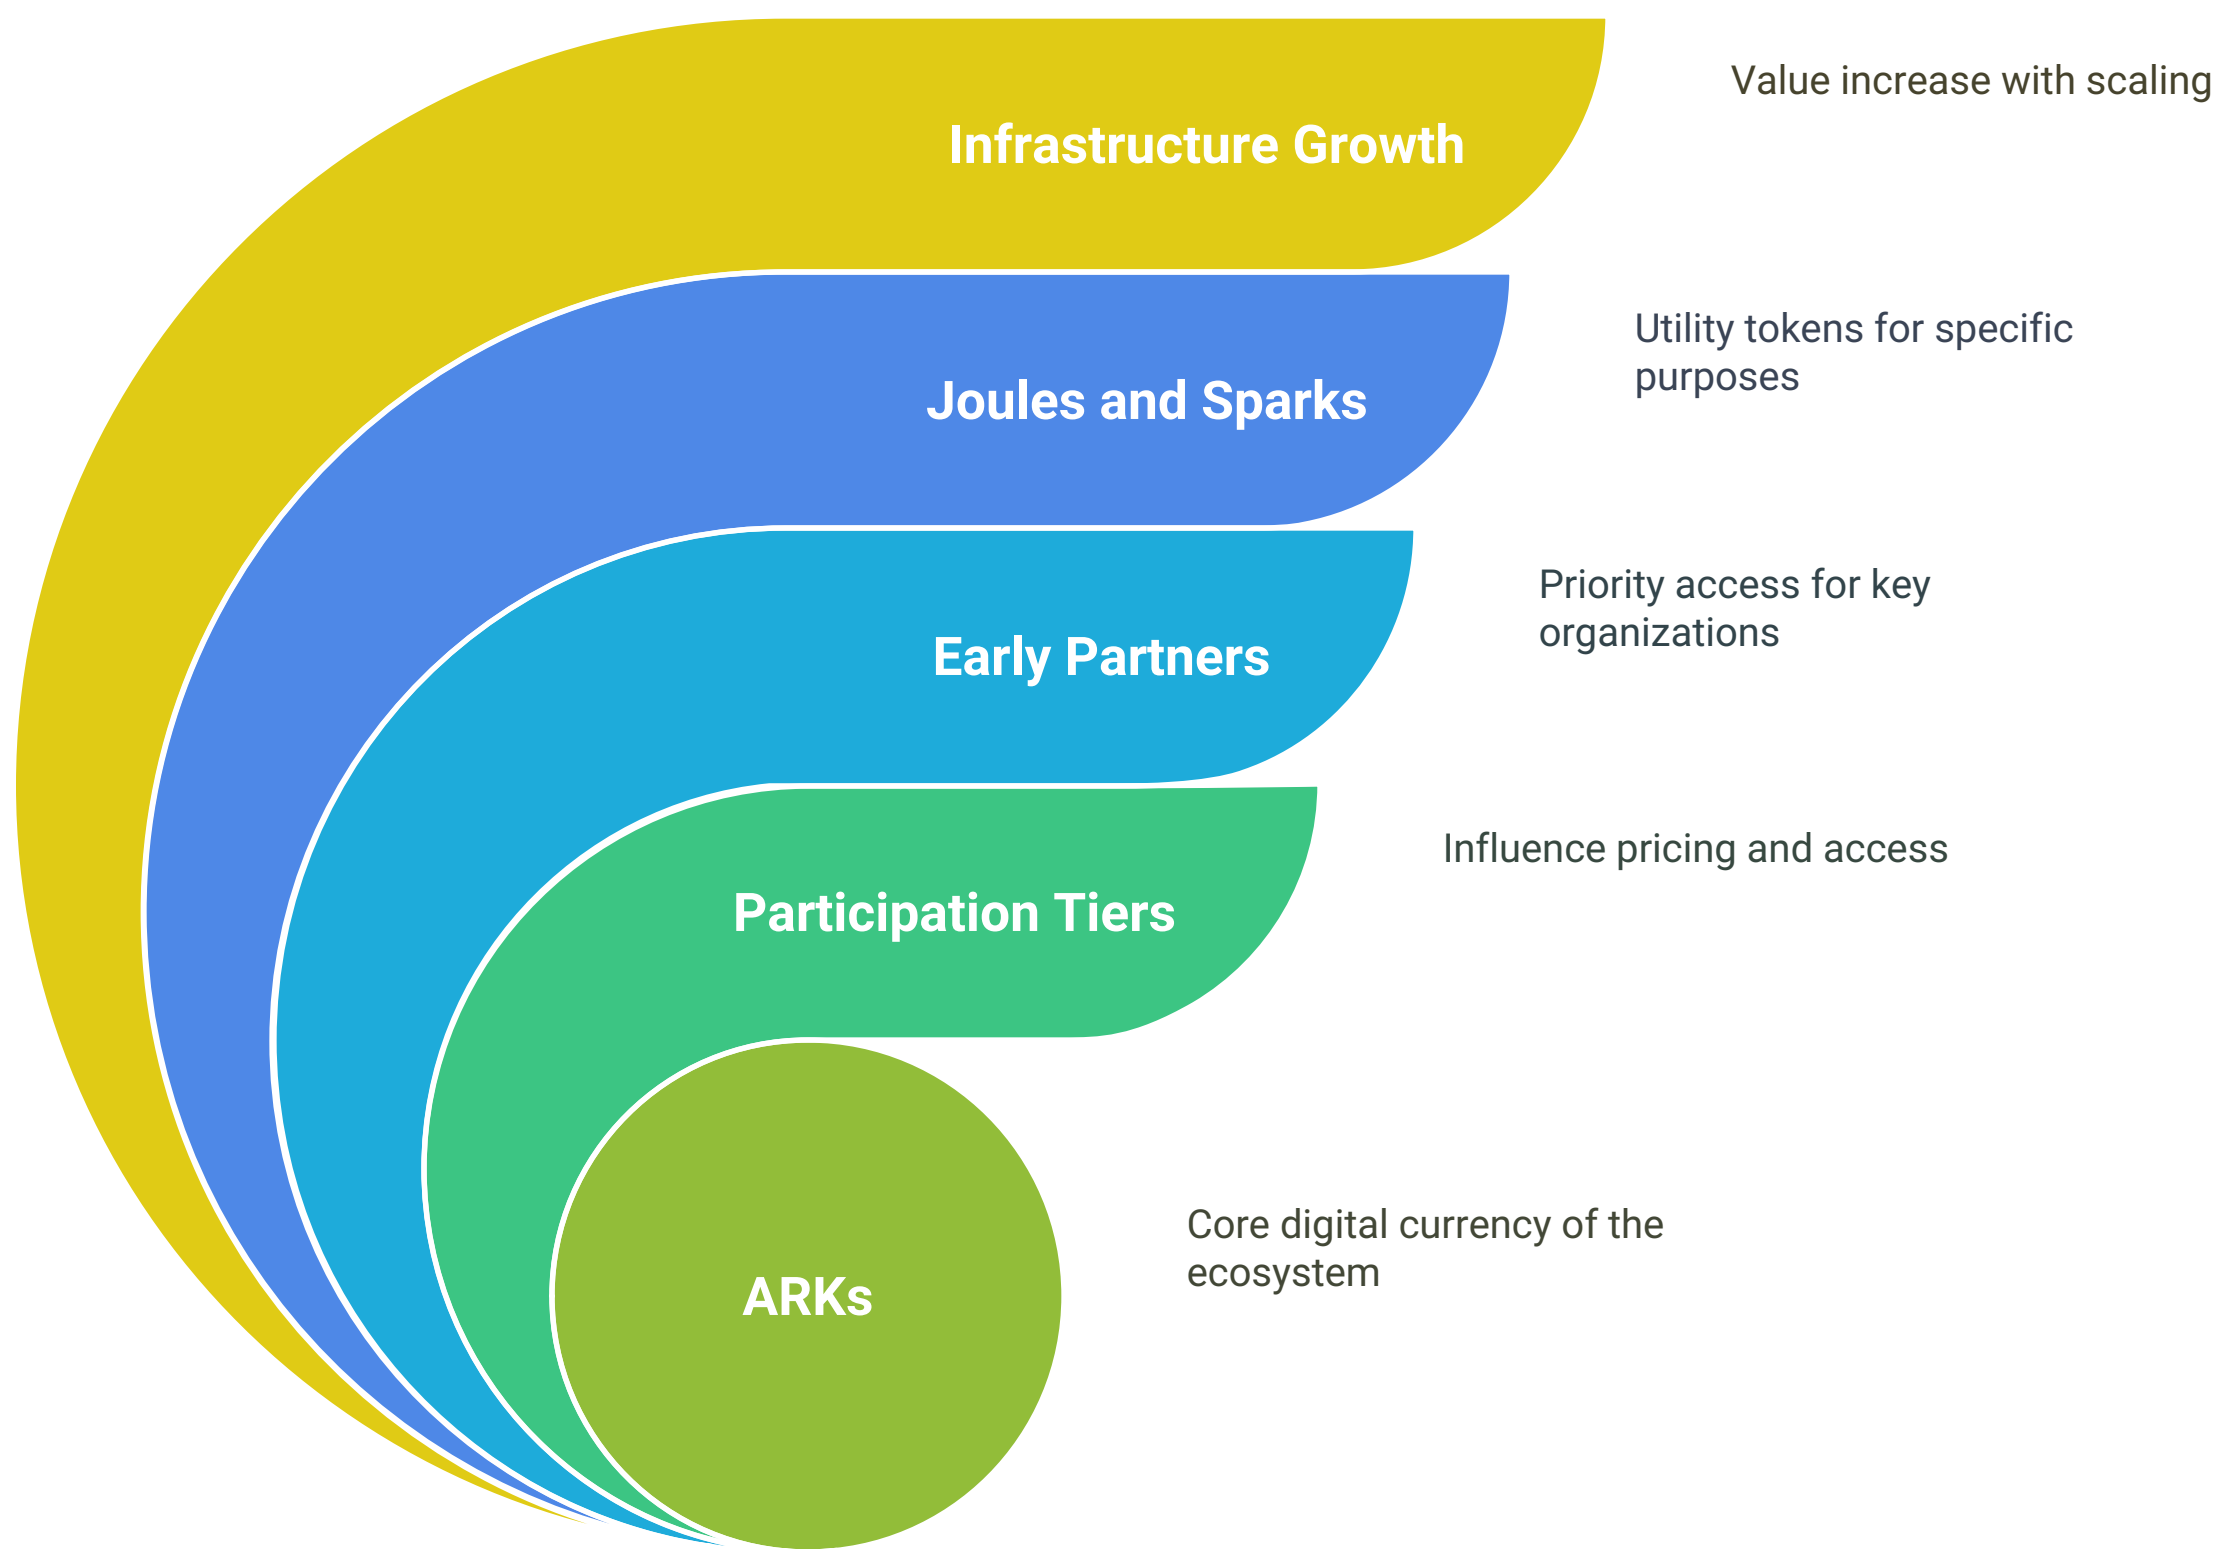 Infrastructure Growth
Value increase with scaling
Joules and Sparks
Utility tokens for specific
purposes
Early Partners
Priority access for key
organizations
Participation Tiers
Influence pricing and access
ARKs
Core digital currency of the
ecosystem